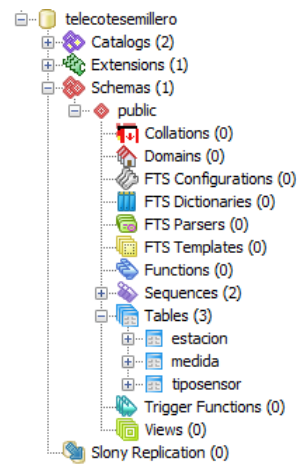 telecotesemillero
Catalogs (2)
Extensions (1)
Schemas (1)
public
Collations (0)
Domains (0)
FTS Configurations (0)
FTS Dictionaries (0)
FTS Parsers (0)
FTS Templates (0)
Functions (0)
Sequences (2)
Tables (3)
estacion
medida
tiposensor
Trigger Functions (0)
Views (0)
Slony Replication (0)